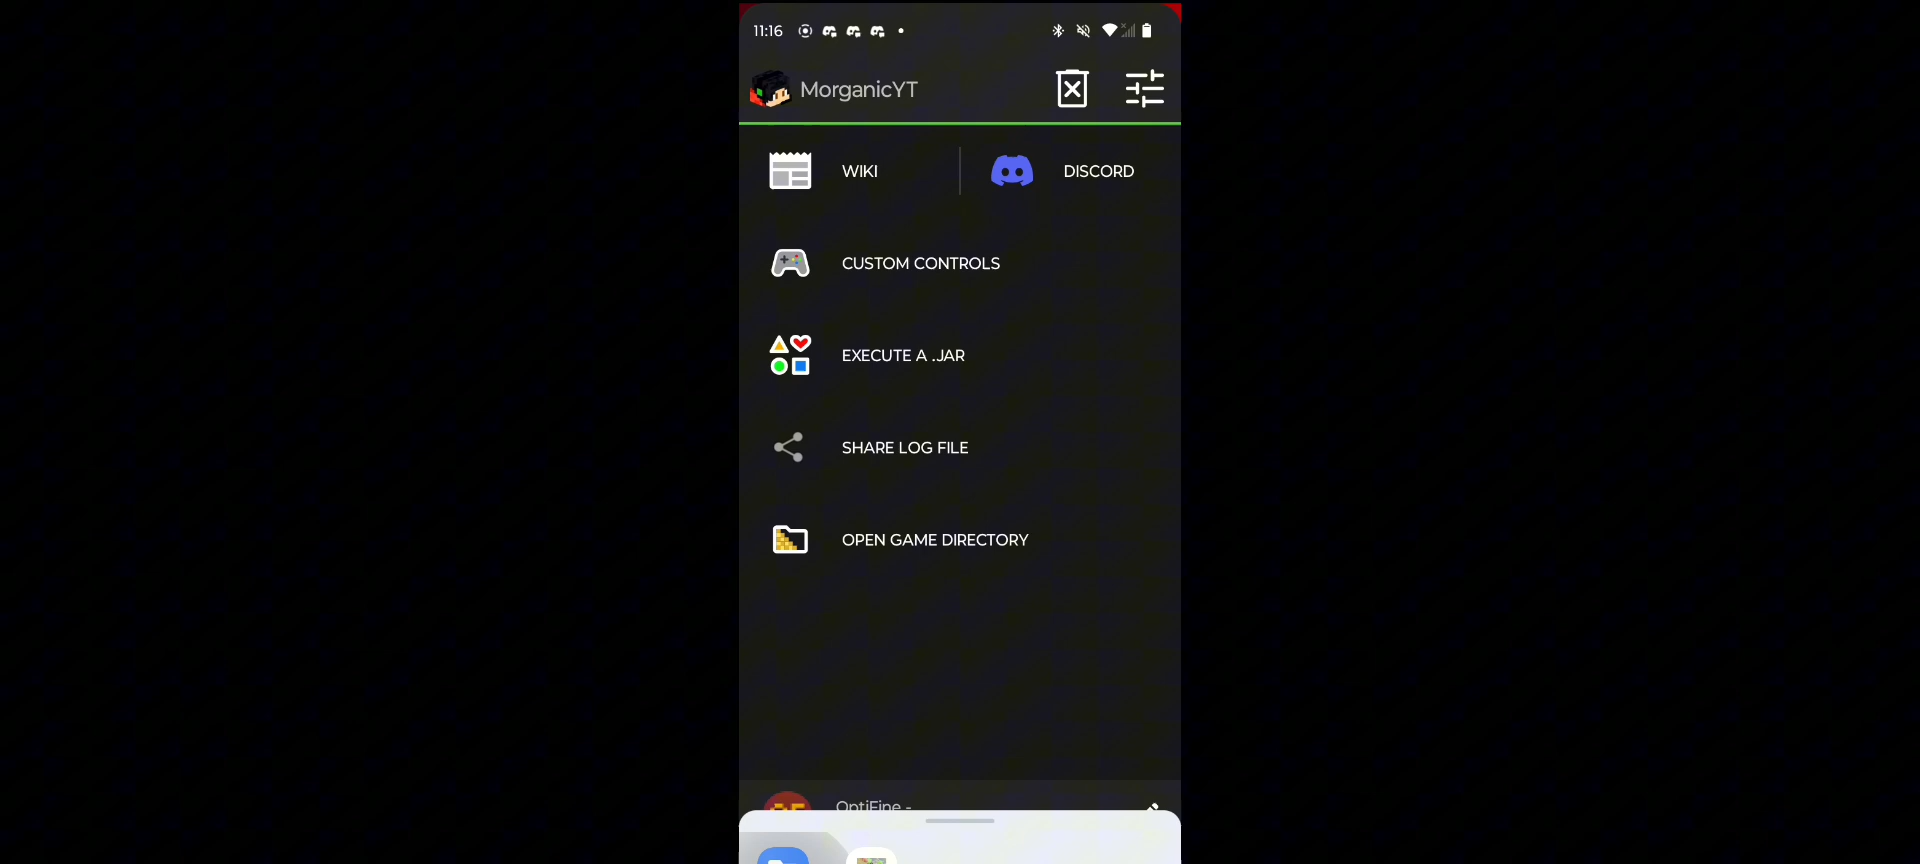 11:16
MorganicYT
WIKI
DISCORD
CUSTOM CONTROLS
EXECUTE A .JAR
SHARE LOG FILE
OPEN GAME DIRECTORY
OptiFine -